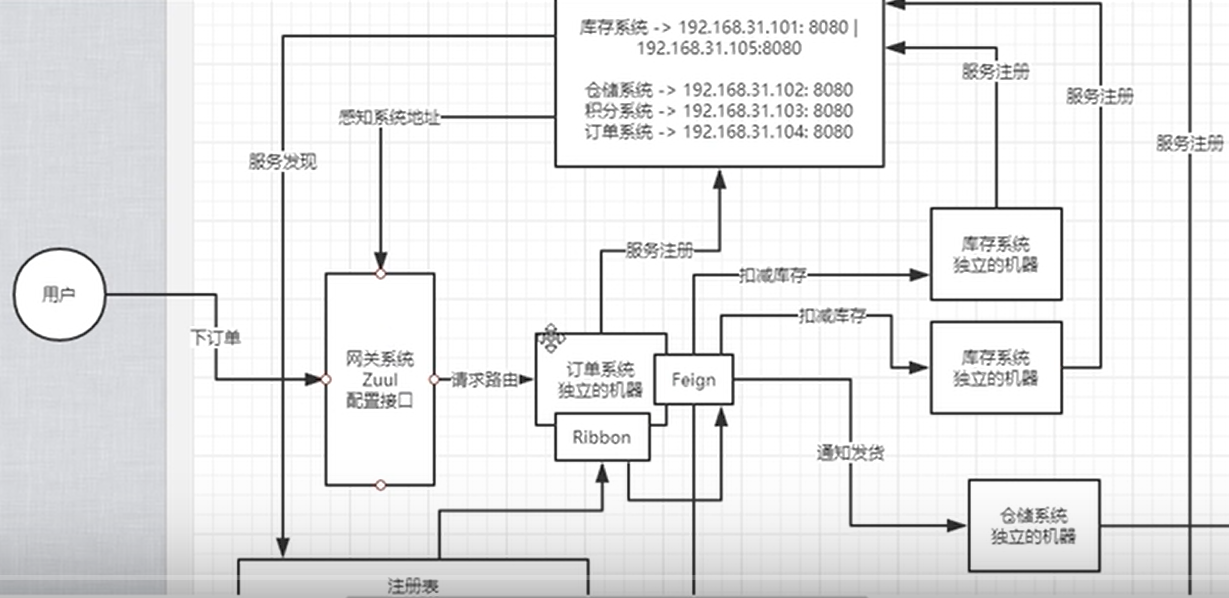 库存系统 -> 192.168.31.101: 8080 |
192.168.31.105:8080
仓储系统 -> 192.168.31.102: 8080
积分系统 -> 192.168.31.103: 8080
订单系统 -> 192.168.31.104: 8080
服务注册
服务注册
服务注册
感知系统地址
服务发现
服务注册
库存系统
独立的机器
扣减库存
用户
下订单
扣减库存
网关系统
Zuul
配置接口
请求路由
订单系统
独立的机器
Feign
库存系统
独立的机器
Ribbon
通知发货
仓储系统
独立的机器
注册表